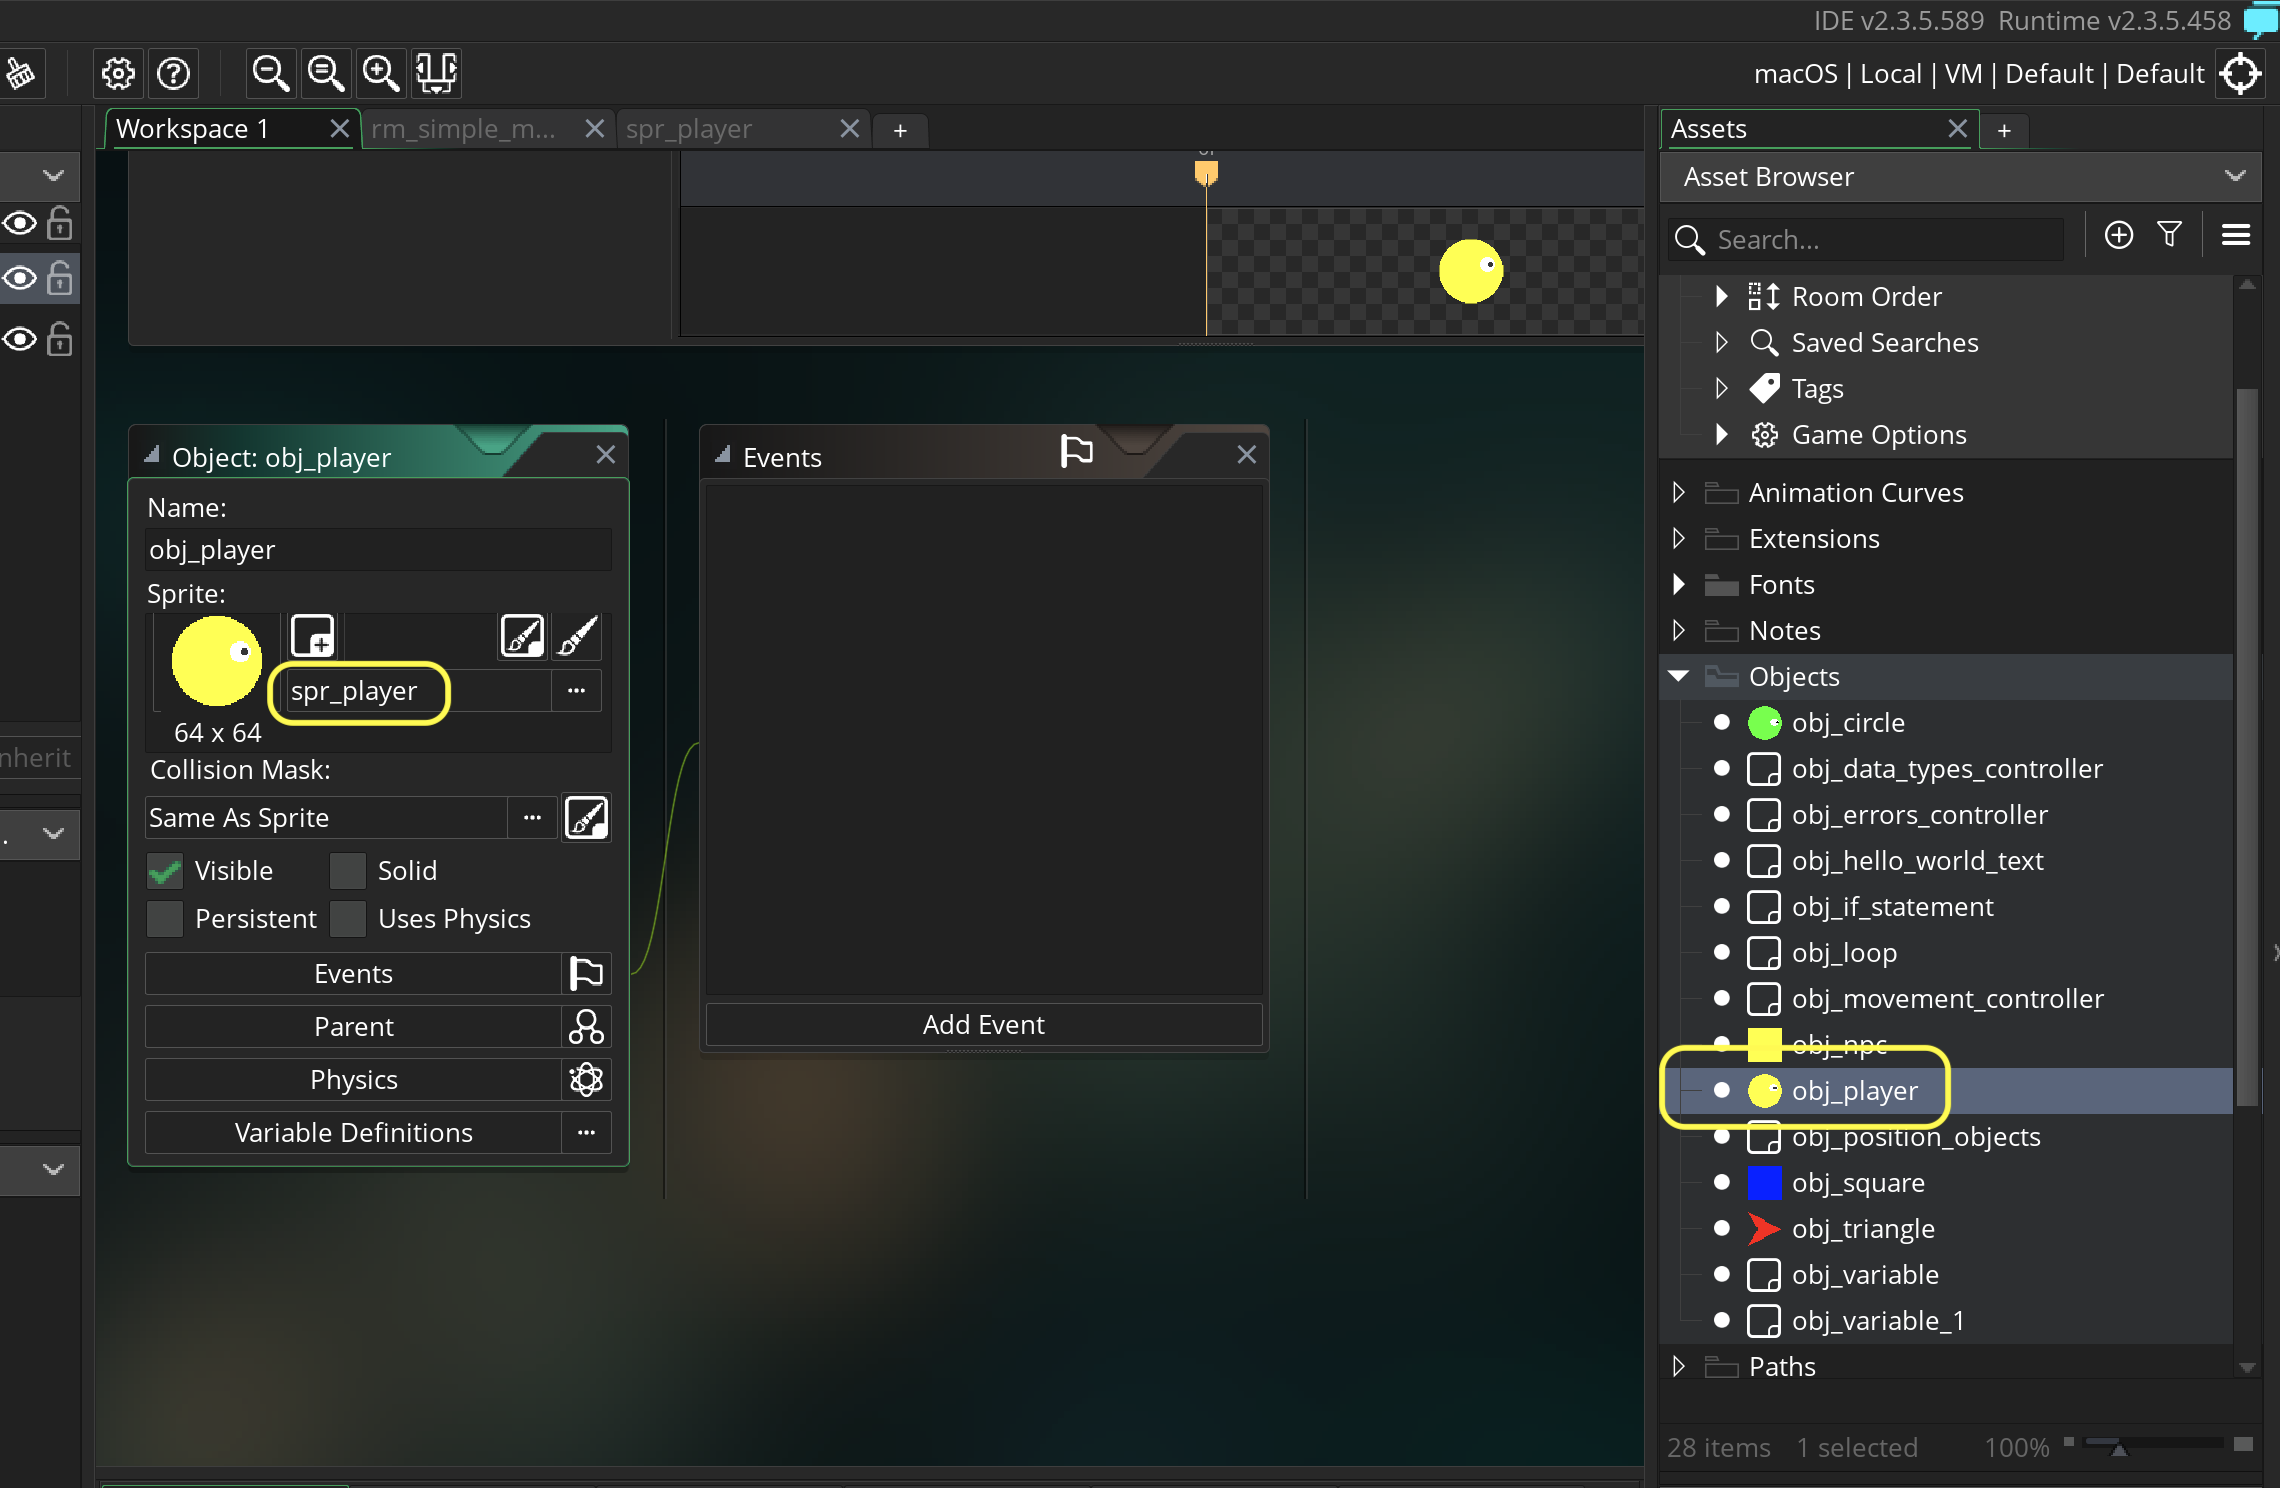 IDE v2.3.5.589 Runtime v2.3.5.458
macOS | Local | VM | Default | Default
Workspace 1
rm_simple_m...
spr_player
+
Assets
+
Asset Browser
Search...
Room Order
Saved Searches
Tags
Game Options
Animation Curves
Extensions
Fonts
Notes
Objects
obj_circle
obj_data_types_controller
obj_errors_controller
obj_hello_world_text
obj_if_statement
obj_loop
obj_movement_controller
obj_npc
obj_player
obj_position_objects
obj_square
obj_triangle
obj_variable
obj_variable_1
Paths
28 items 1 selected 100%
Object: obj_player
Name:
obj_player
Sprite:
spr_player
...
64 x 64
Collision Mask:
Same As Sprite
...
Visible
Solid
Persistent
Uses Physics
Events
Parent
Physics
Variable Definitions
...
Events
Add Event
nherit